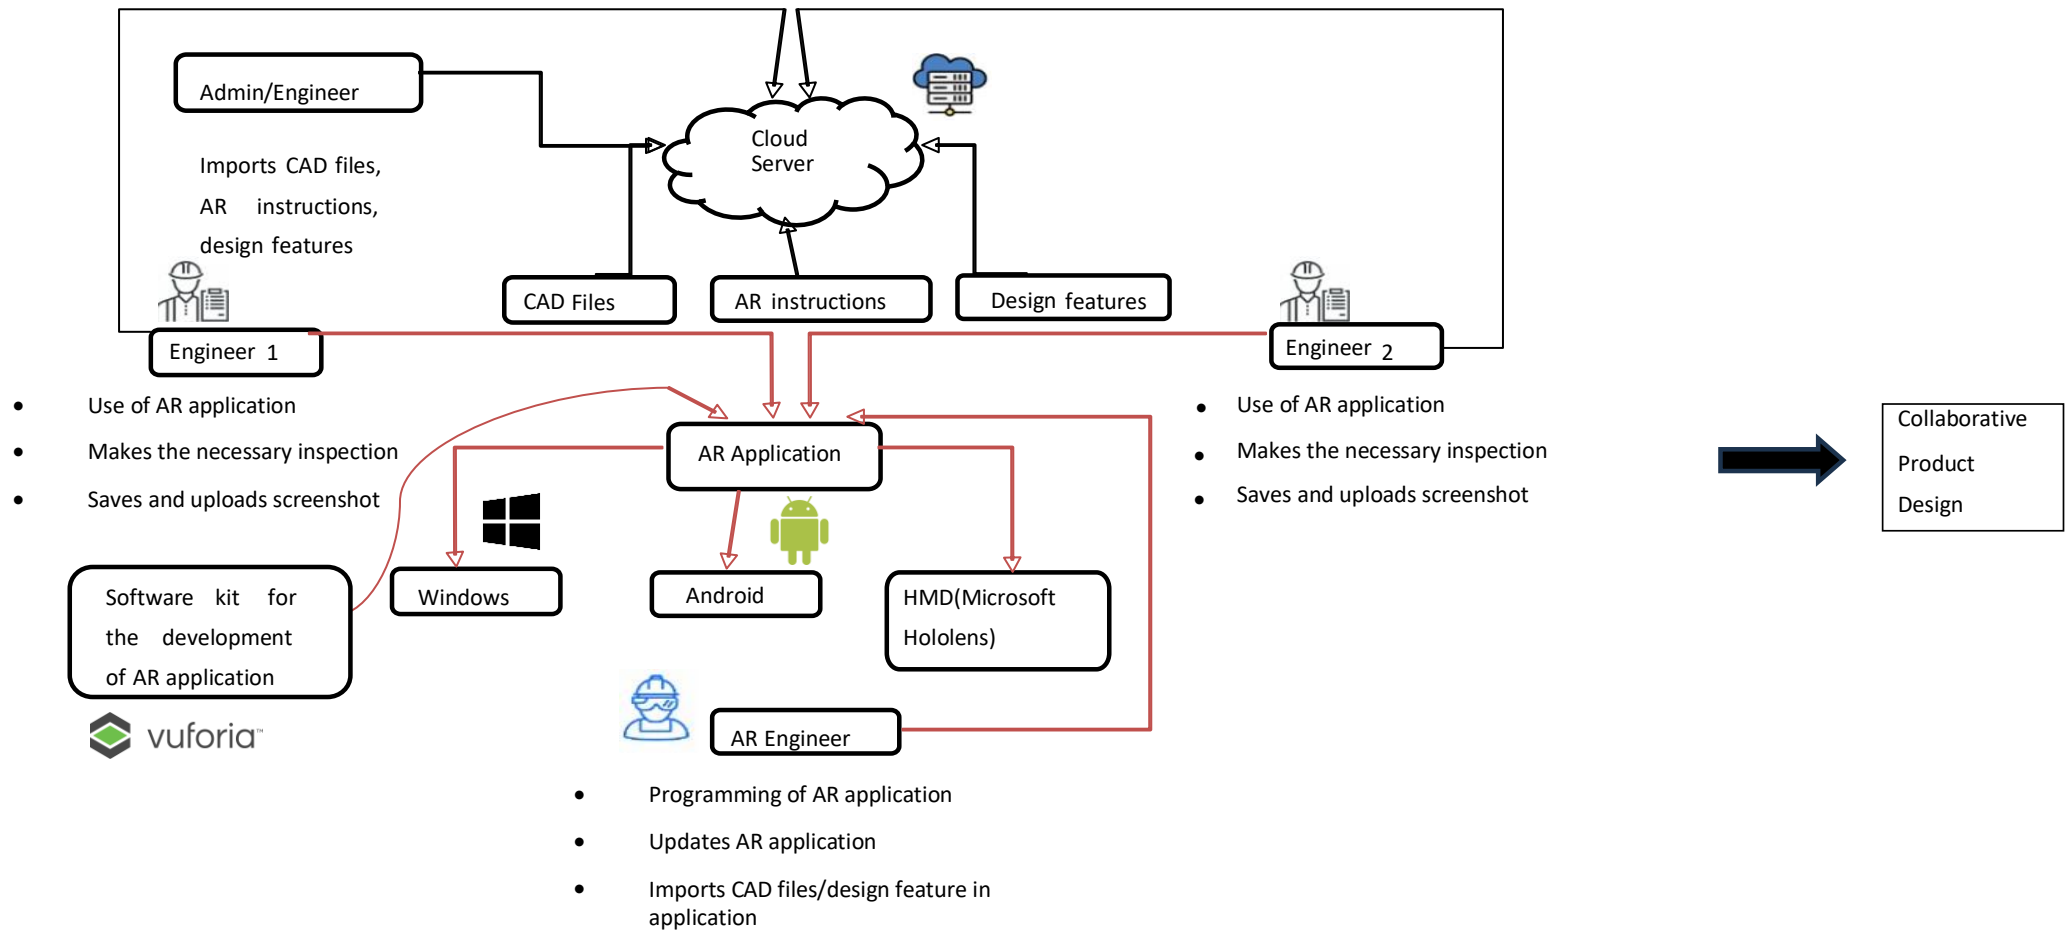 Admin/Engineer
Imports CAD files,
AR instructions,
design features
Cloud
Server
CAD Files
AR instructions
Design features
Engineer 1
Engineer 2
• Use of AR application
• Makes the necessary inspection
• Saves and uploads screenshot
AR Application
• Use of AR application
• Makes the necessary inspection
• Saves and uploads screenshot
Collaborative
Product
Design
Software kit for
the development
of AR application
Windows
Android
HMD(Microsoft
Hololens)
vuforia™
AR Engineer
• Programming of AR application
• Updates AR application
• Imports CAD files/design feature in
application